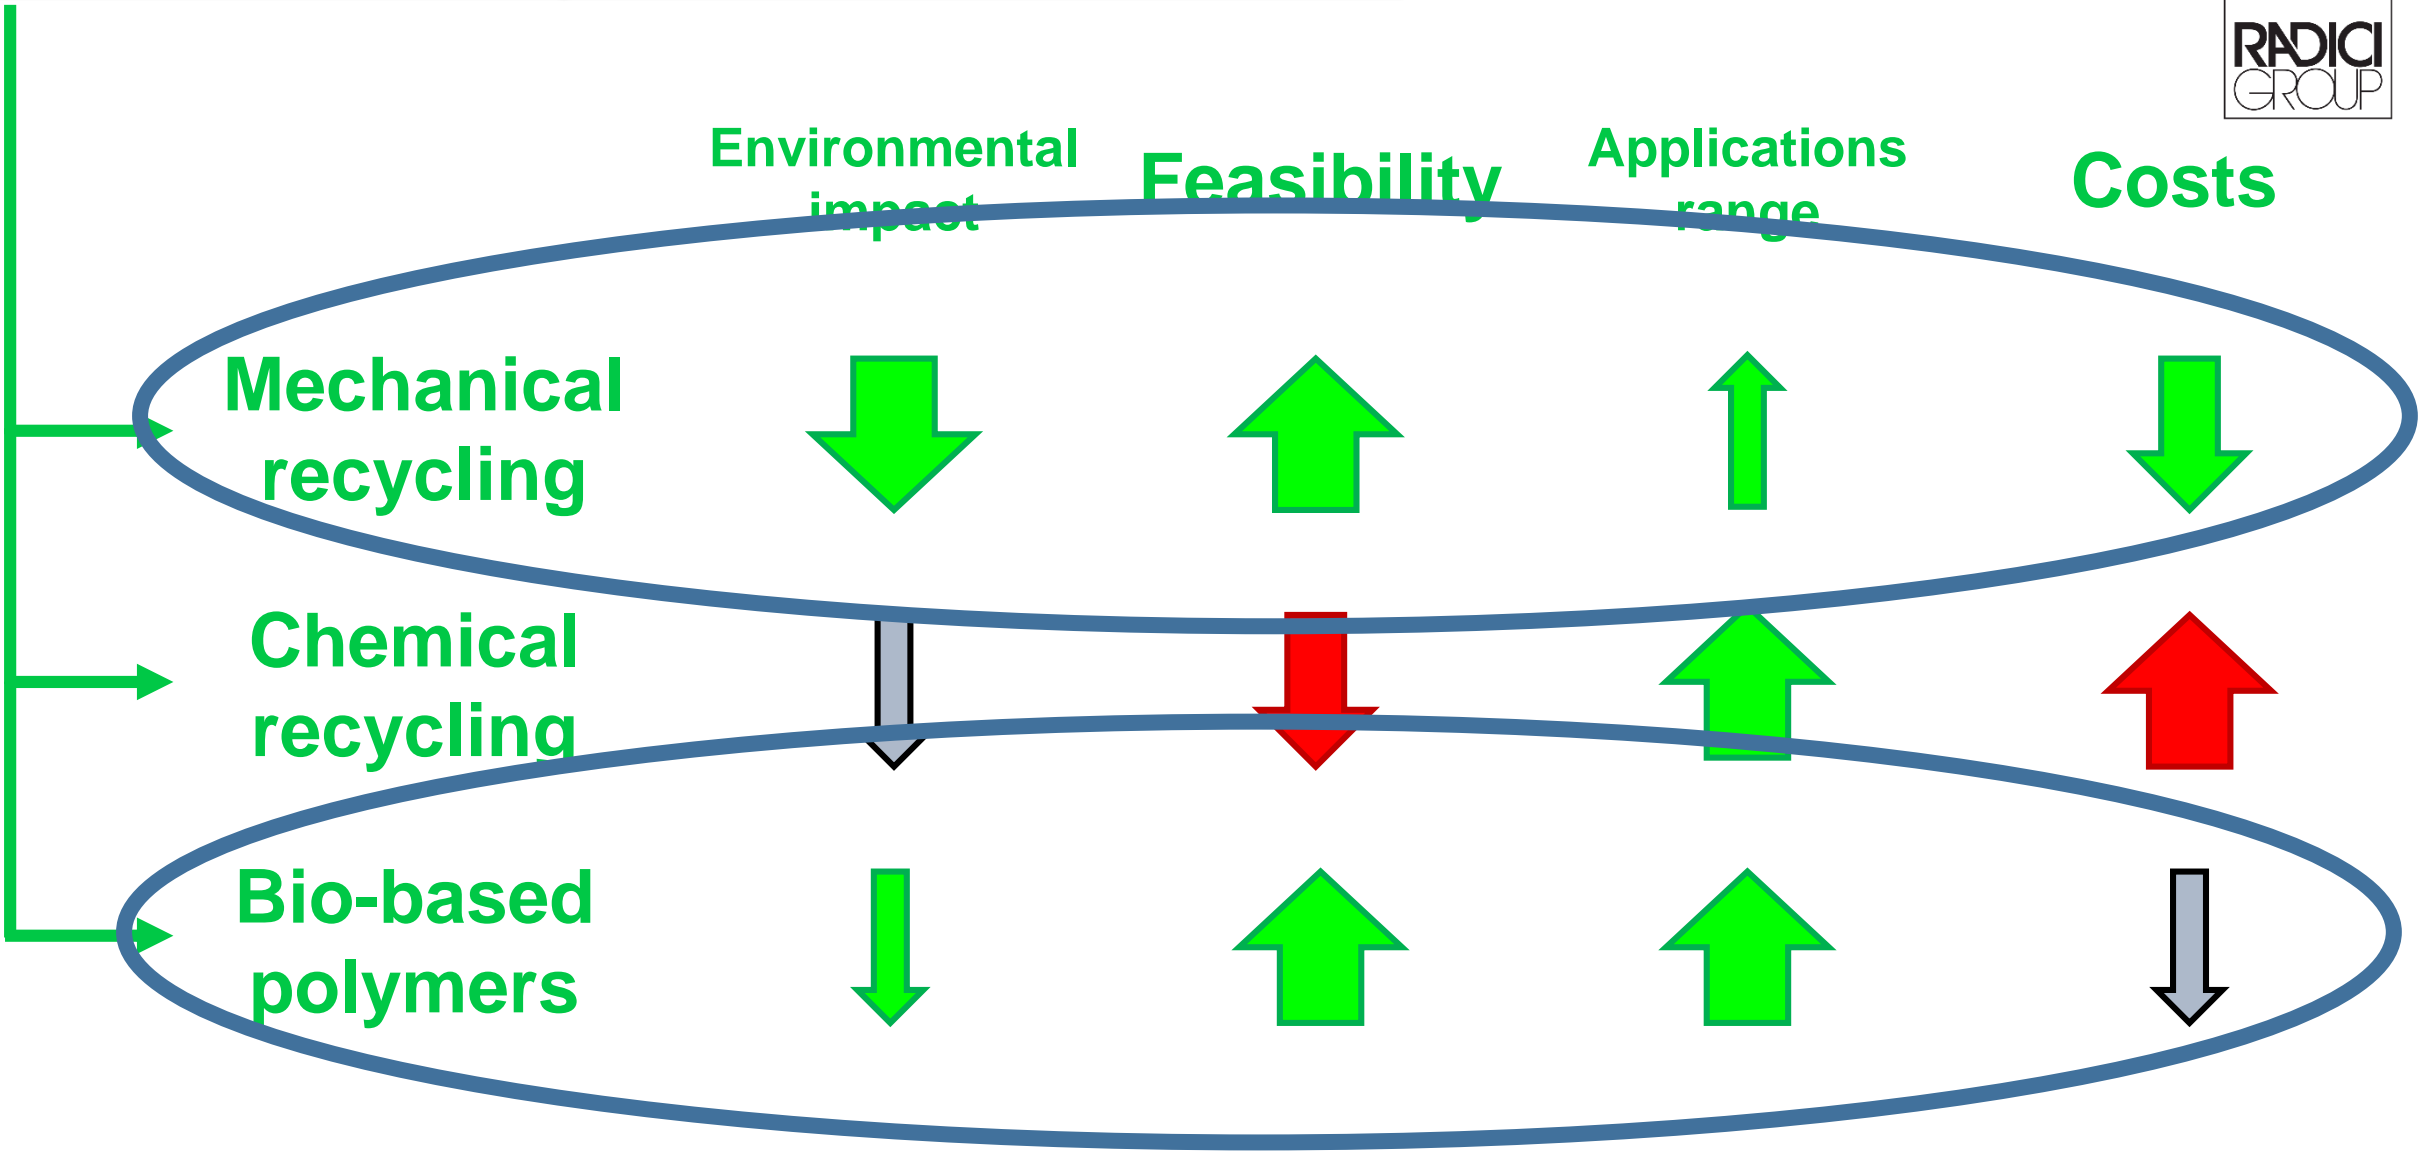 RADICI
GROUP
Environmental
impact
Feasibility
Applications
range
Costs
Mechanical
recycling
Chemical
recycling
Bio-based
polymers